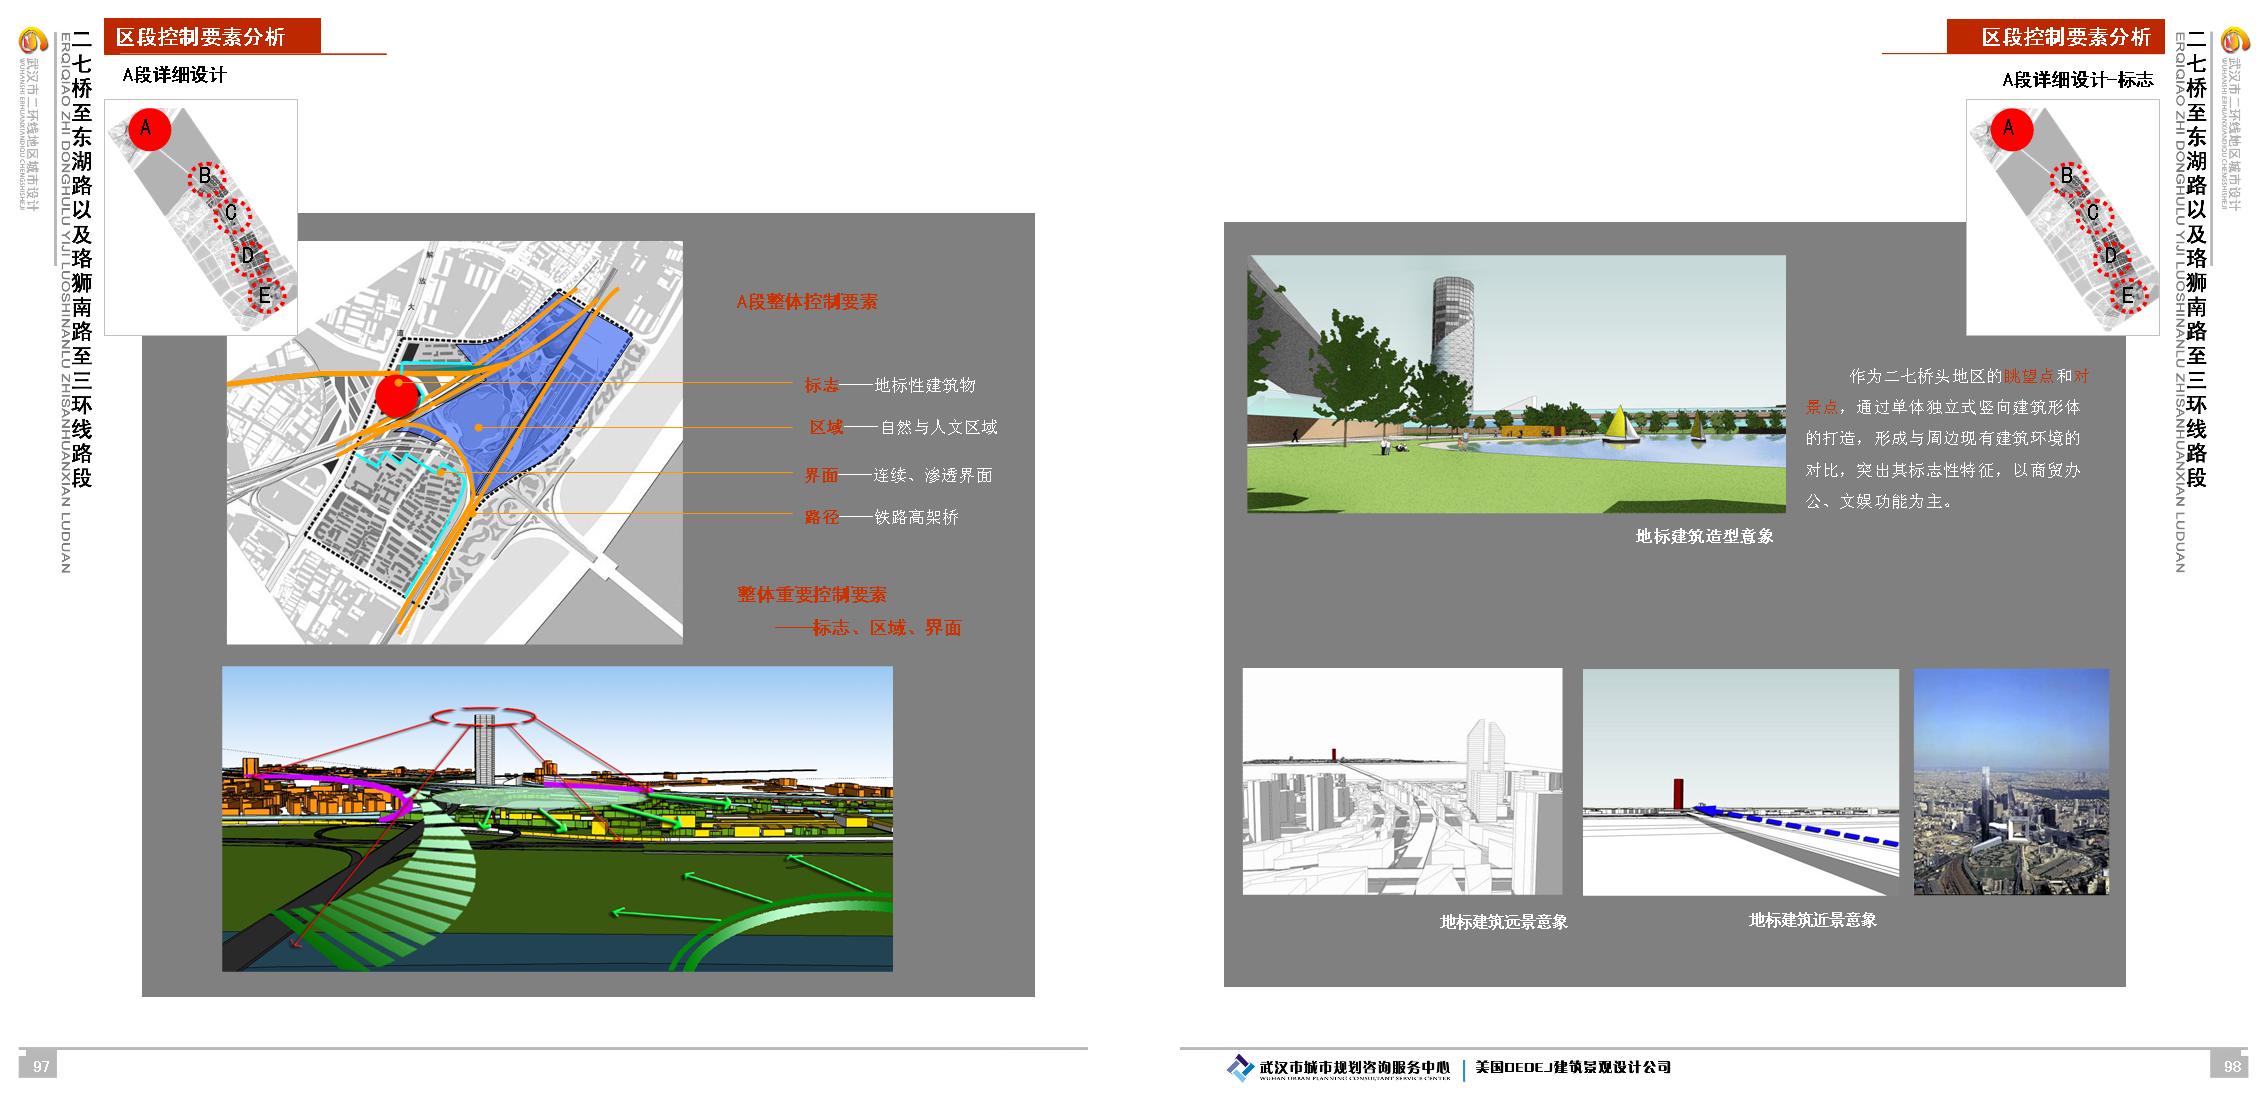 区段控制要素分析
A段详细设计
武汉市二环线地区城市设计
WUHANSHI ERHUANXIANDIQU CHENGSHISHEJI
二七桥至东湖路以及珞狮南路至三环线路段
ERQIQIAO ZHI DONGHULU YIJI LUOSHINANLU ZHISANHUANXIAN LUDUAN
A
B
C
D
E
解放大道
A段整体控制要素
标志——地标性建筑物
区域——自然与人文区域
界面——连续、渗透界面
路径——铁路高架桥
整体重要控制要素
——标志、区域、界面
97
区段控制要素分析
A段详细设计-标志
武汉市二环线地区城市设计
WUHANSHI ERHUANXIANDIQU CHENGSHISHEJI
二七桥至东湖路以及珞狮南路至三环线路段
ERQIQIAO ZHI DONGHULU YIJI LUOSHINANLU ZHISANHUANXIAN LUDUAN
A
B
C
D
E
作为二七桥头地区的眺望点和对
景点，通过单体独立式竖向建筑形体
的打造，形成与周边现有建筑环境的
对比，突出其标志性特征，以商贸办
公、文娱功能为主。
地标建筑造型意象
地标建筑远景意象
地标建筑近景意象
武汉市城市规划咨询服务中心
WUHAN URBAN PLANNING CONSULTANT SERVICE CENTER
美国DEDEJ建筑景观设计公司
98